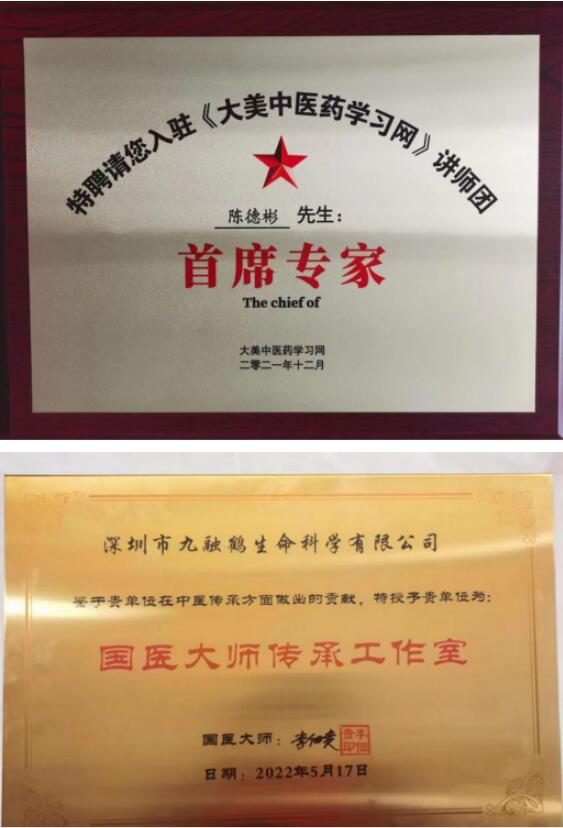 特聘请您入驻《大美中医药学习网》讲师团
陈德彬 先生：
首席专家
The chief of
大美中医药学习网
二零二一年十二月
深圳市九融鹤生命科学有限公司
鉴于贵单位在中医传承方面做出的贡献，特授予贵单位为：
国医大师传承工作室
国医大师：李佃贵
日期：2022年5月17日